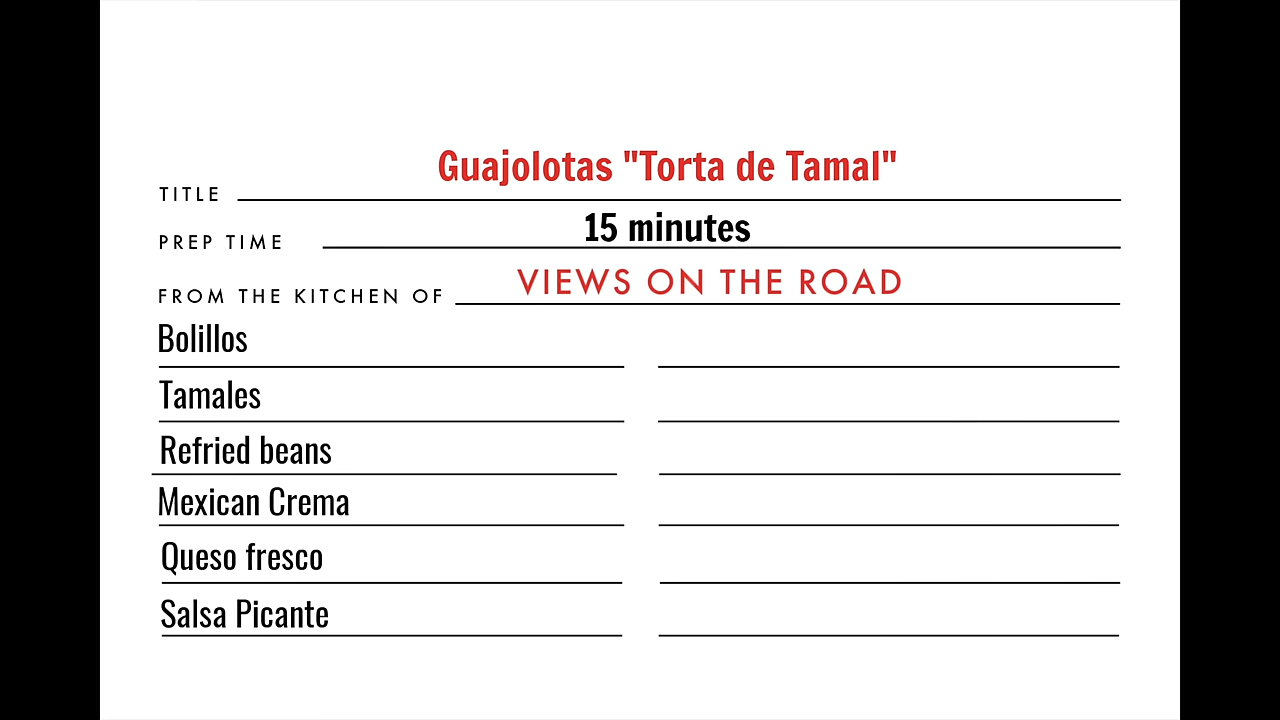 Guajolotas "Torta de Tamal"
TITLE
15 minutes
PREP TIME
VIEWS ON THE ROAD
FROM THE KITCHEN OF
Bolillos
Tamales
Refried beans
Mexican Crema
Queso fresco
Salsa Picante